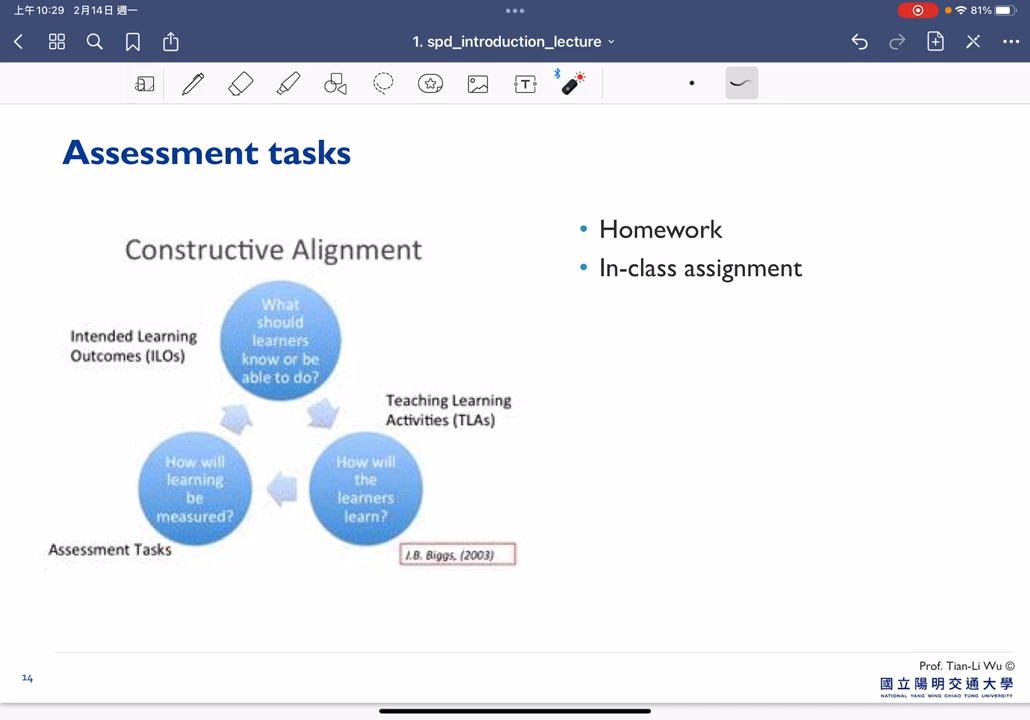 上午10:29 2月14日 週一
81%
1. spd_introduction_lecture
T
Assessment tasks
Constructive Alignment
What
should
learners
know or be
able to do?
Intended Learning
Outcomes (ILOs)
Teaching Learning
Activities (TLAs)
How will
learning
be
measured?
How will
the
learners
learn?
Assessment Tasks
J.B. Biggs, (2003)
• Homework
• In-class assignment
14
Prof. Tian-Li Wu ©
國立陽明交通大學
NATIONAL YANG MING CHIAO TUNG UNIVERSITY